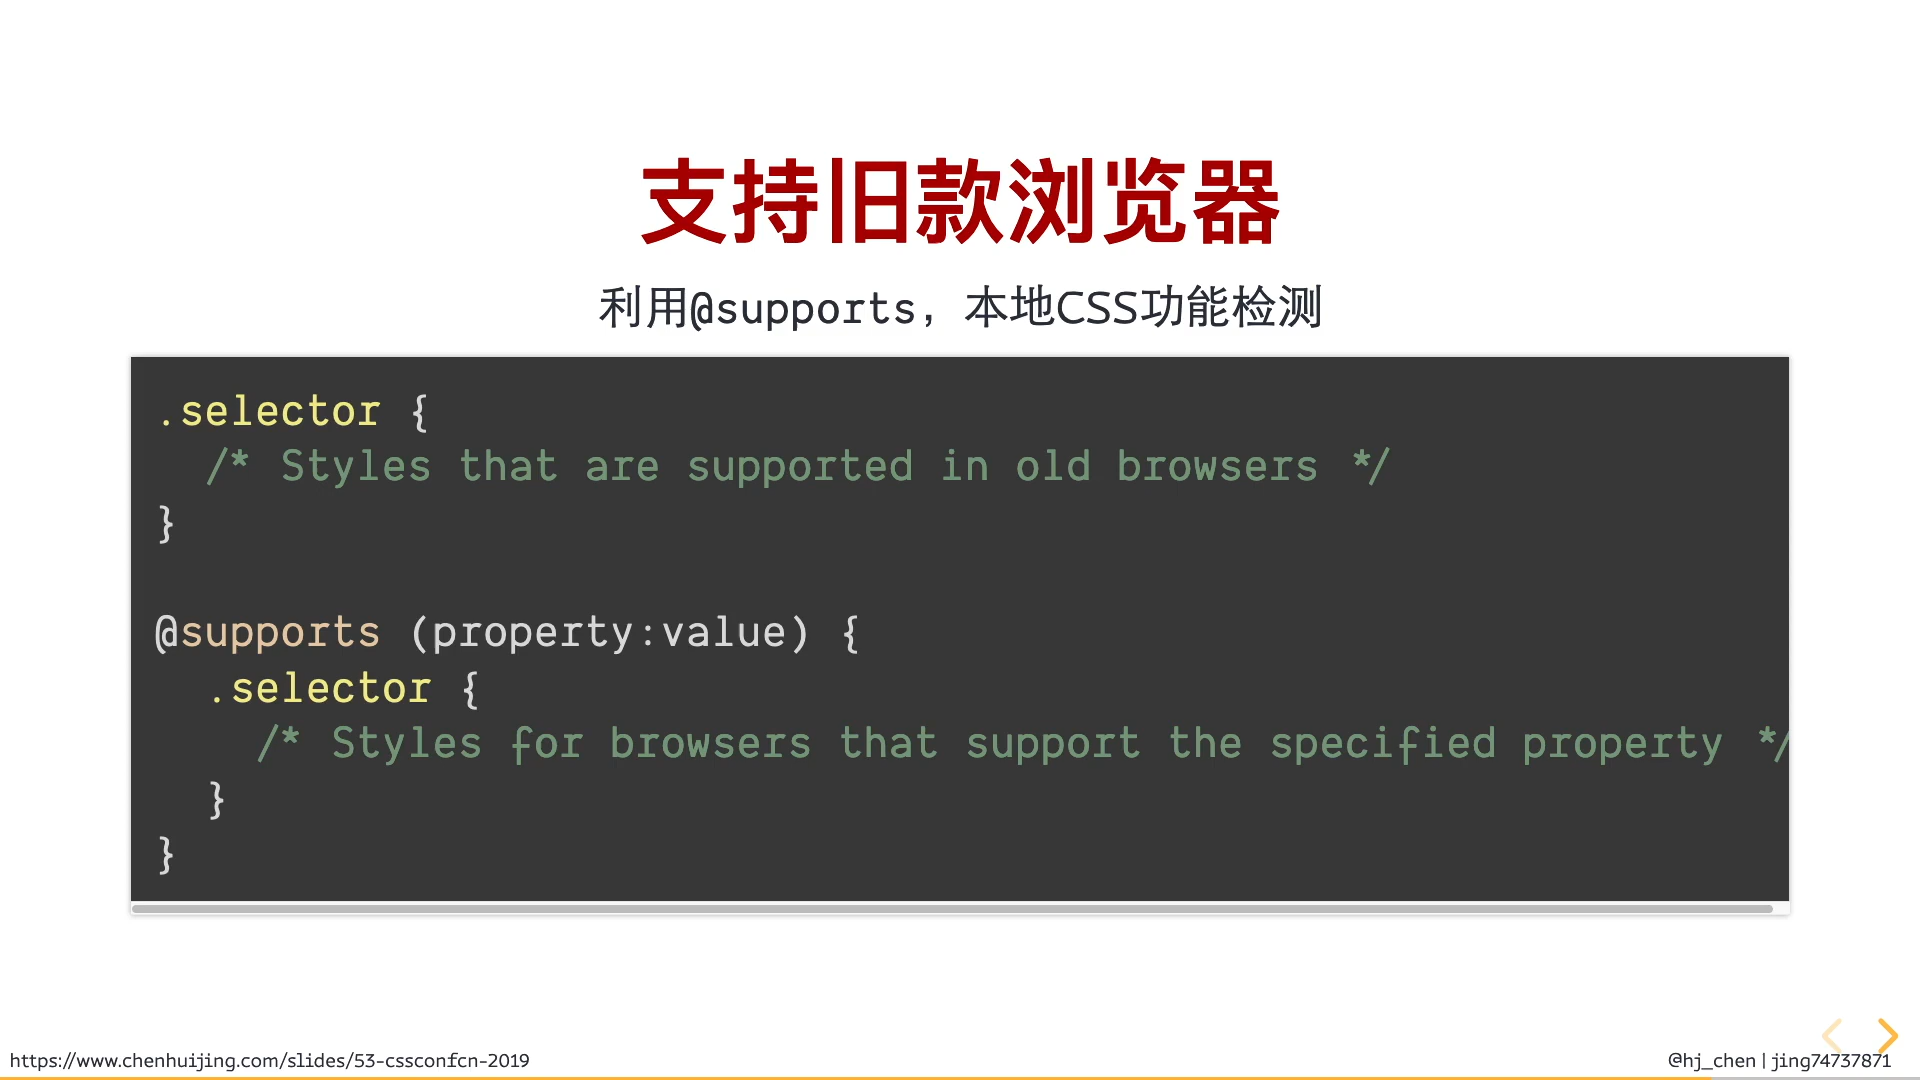 支持旧款浏览器
利用@supports，本地CSS功能检测
.selector {
  /* Styles that are supported in old browsers */
}

@supports (property:value) {
  .selector {
    /* Styles for browsers that support the specified property */
  }
}
https://www.chenhuijing.com/slides/53-cssconfcn-2019
@hj_chen | jing74737871